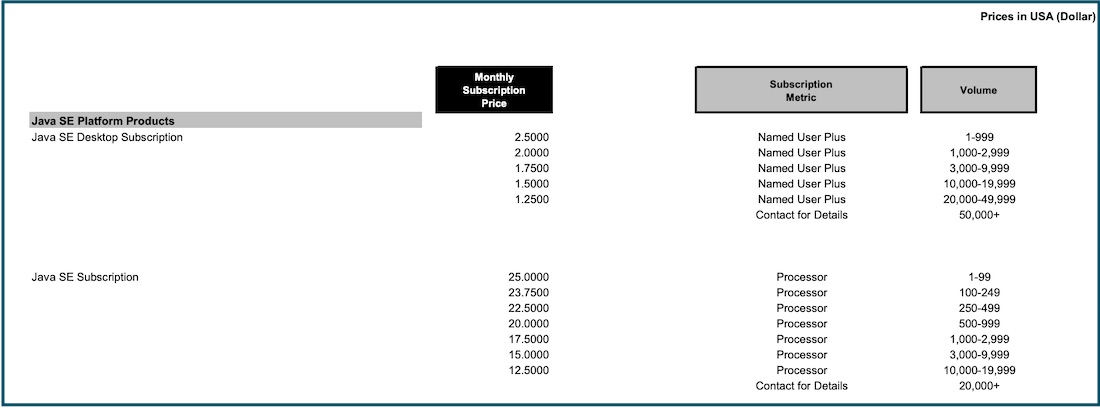 Prices in USA (Dollar)
Monthly
Subscription
Price
Subscription
Metric
Volume
Java SE Platform Products
Java SE Desktop Subscription 2.5000 Named User Plus 1-999
2.0000 Named User Plus 1,000-2,999
1.7500 Named User Plus 3,000-9,999
1.5000 Named User Plus 10,000-19,999
1.2500 Named User Plus 20,000-49,999
Contact for Details 50,000+
Java SE Subscription 25.0000 Processor 1-99
23.7500 Processor 100-249
22.5000 Processor 250-499
20.0000 Processor 500-999
17.5000 Processor 1,000-2,999
15.0000 Processor 3,000-9,999
12.5000 Processor 10,000-19,999
Contact for Details 20,000+